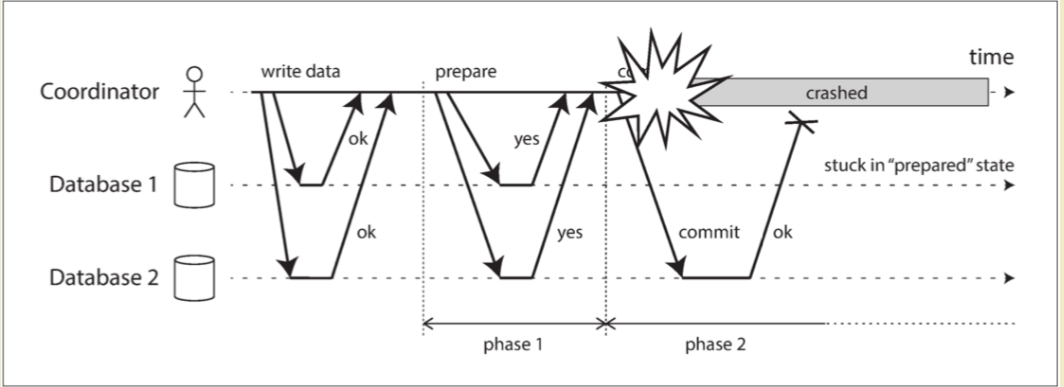 time
write data
prepare
Coordinator
crashed
ok
yes
stuck in "prepared" state
Database 1
ok
yes
commit
ok
Database 2
phase 1
phase 2